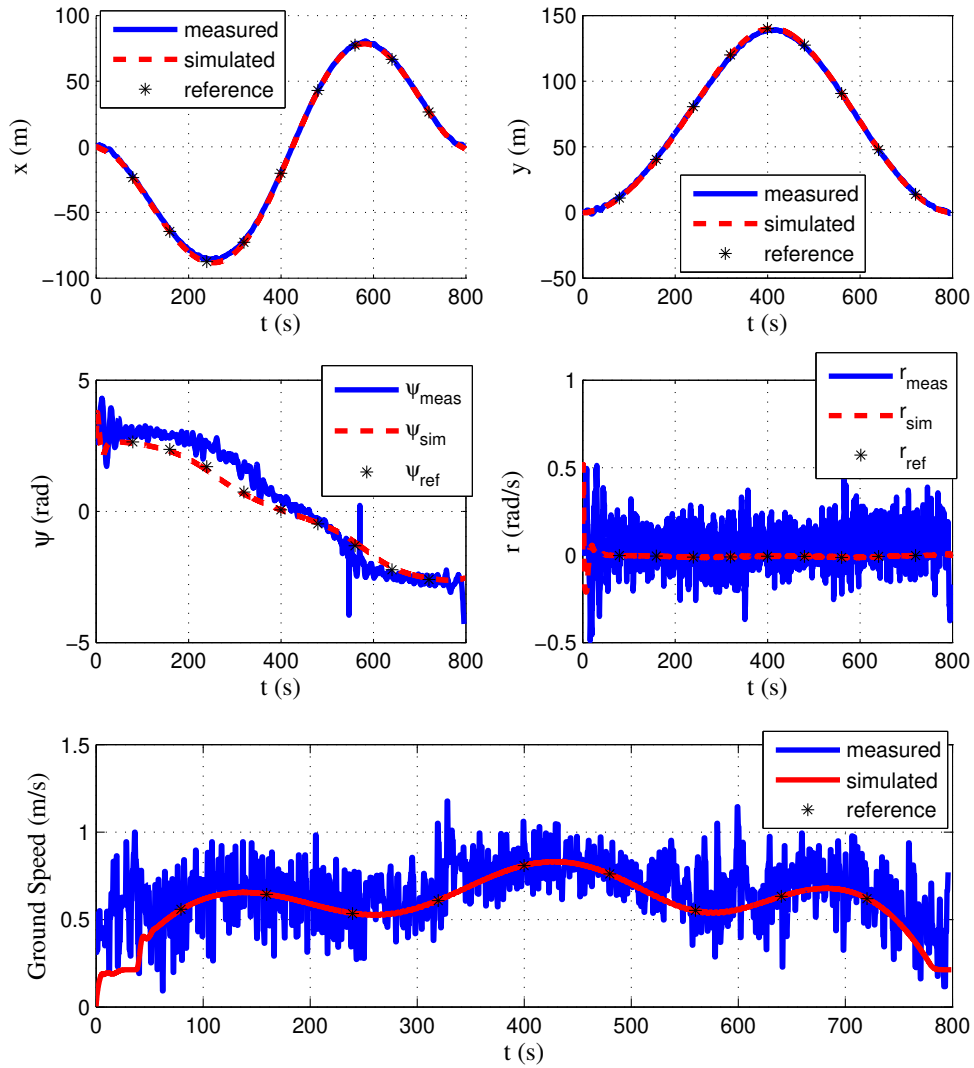 100
50
0
−50
−100
x (m)
measured
simulated
reference
0 200 400 600 800
t (s)
150
100
50
0
−50
y (m)
measured
simulated
reference
0 200 400 600 800
t (s)
5
0
−5
ψ (rad)
ψmeas
ψsim
ψref
0 200 400 600 800
t (s)
1
0.5
0
−0.5
r (rad/s)
rmeas
rsim
rref
0 200 400 600 800
t (s)
1.5
1
0.5
0
Ground Speed (m/s)
measured
simulated
reference
0 100 200 300 400 500 600 700 800
t (s)